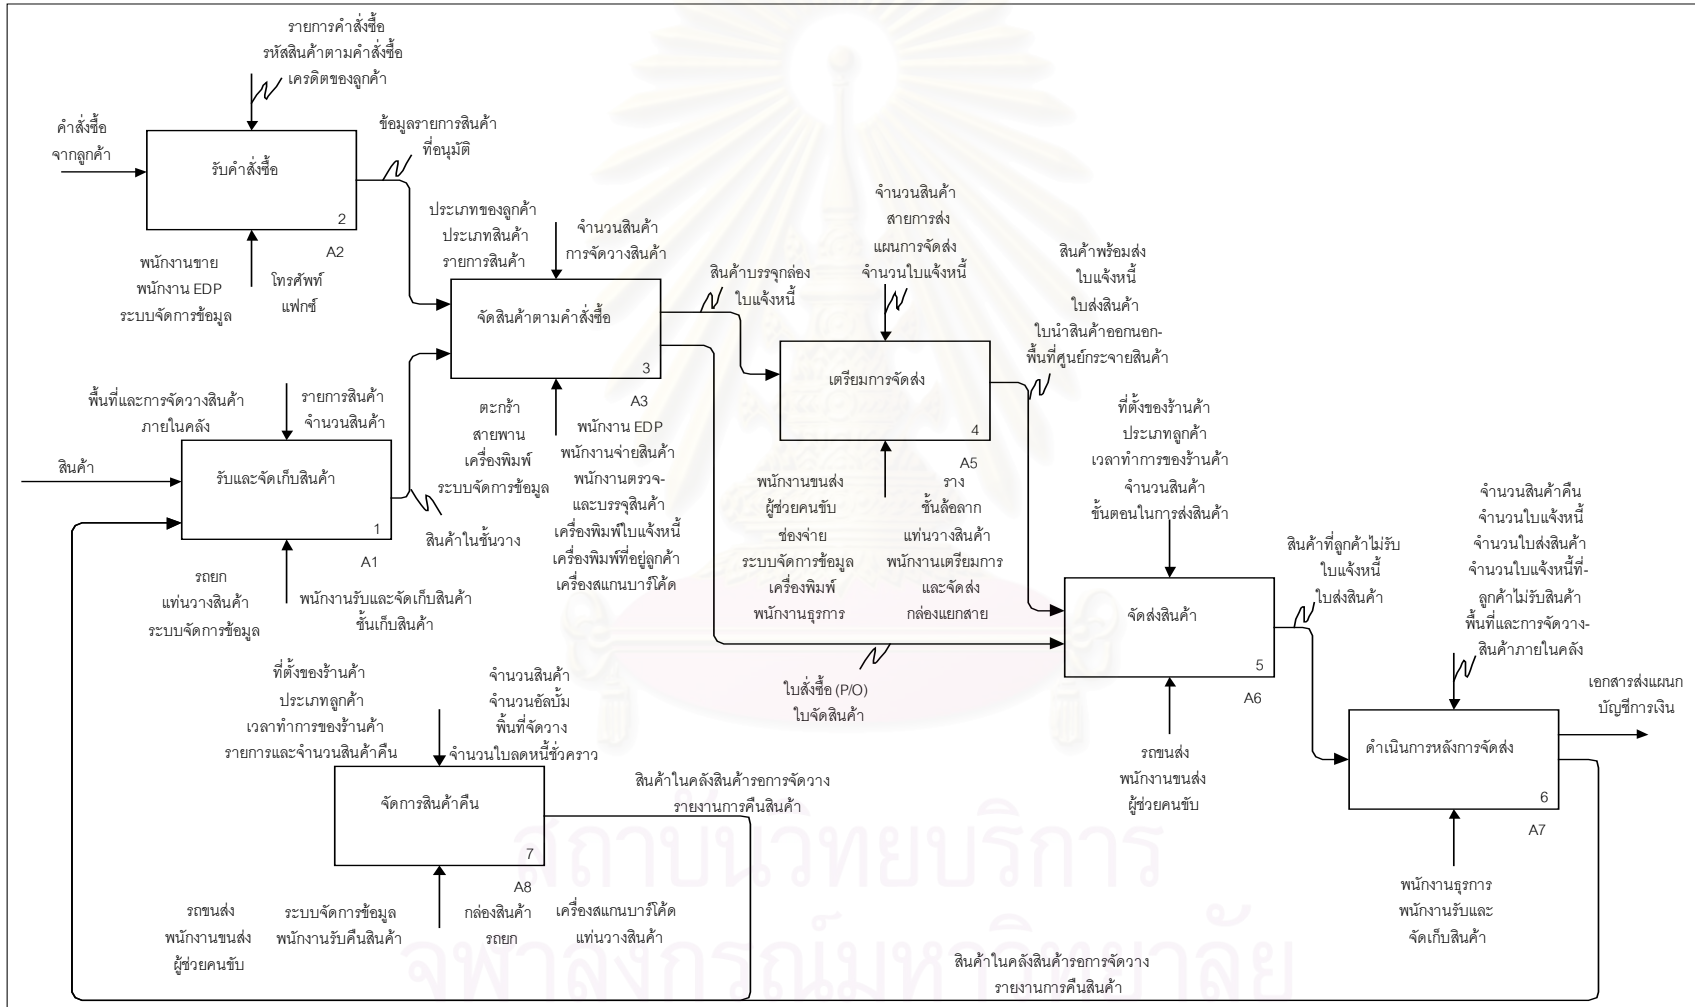 รายการคำสั่งซื้อ
รหัสสินค้าตามคำสั่งซื้อ
เครดิตของลูกค้า
คำสั่งซื้อ
จากลูกค้า
รับคำสั่งซื้อ
2
A2
ข้อมูลรายการสินค้า
ที่อนุมัติ
พนักงานขาย
พนักงาน EDP
ระบบจัดการข้อมูล
โทรศัพท์
แฟกซ์
ประเภทของลูกค้า
ประเภทสินค้า
รายการสินค้า
จำนวนสินค้า
การจัดวางสินค้า
จัดสินค้าตามคำสั่งซื้อ
3
A3
สินค้าบรรจุกล่อง
ใบแจ้งหนี้
ตะกร้า
สายพาน
เครื่องพิมพ์
ระบบจัดการข้อมูล
พนักงาน EDP
พนักงานจ่ายสินค้า
พนักงานตรวจ-
และบรรจุสินค้า
เครื่องพิมพ์ใบแจ้งหนี้
เครื่องพิมพ์ที่อยู่ลูกค้า
เครื่องสแกนบาร์โค้ด
จำนวนสินค้า
สายการส่ง
แผนการจัดส่ง
จำนวนใบแจ้งหนี้
เตรียมการจัดส่ง
4
A5
สินค้าพร้อมส่ง
ใบแจ้งหนี้
ใบส่งสินค้า
ใบนำสินค้าออกนอก-
พื้นที่ศูนย์กระจายสินค้า
พนักงานขนส่ง
ผู้ช่วยคนขับ
ช่องจ่าย
ระบบจัดการข้อมูล
เครื่องพิมพ์
พนักงานธุรการ
ราง
ชั้นล้อลาก
แท่นวางสินค้า
พนักงานเตรียมการ
และจัดส่ง
กล่องแยกสาย
พื้นที่และการจัดวางสินค้า
ภายในคลัง
รายการสินค้า
จำนวนสินค้า
สินค้า
รับและจัดเก็บสินค้า
1
A1
สินค้าในชั้นวาง
รถยก
แท่นวางสินค้า
ระบบจัดการข้อมูล
พนักงานรับและจัดเก็บสินค้า
ชั้นเก็บสินค้า
ที่ตั้งของร้านค้า
ประเภทลูกค้า
เวลาทำการของร้านค้า
จำนวนสินค้า
ขั้นตอนในการส่งสินค้า
จัดส่งสินค้า
5
A6
สินค้าที่ลูกค้าไม่รับ
ใบแจ้งหนี้
ใบส่งสินค้า
ใบสั่งซื้อ (P/O)
ใบจัดสินค้า
รถขนส่ง
พนักงานขนส่ง
ผู้ช่วยคนขับ
จำนวนสินค้าคืน
จำนวนใบแจ้งหนี้
จำนวนใบส่งสินค้า
จำนวนใบแจ้งหนี้ที่-
ลูกค้าไม่รับสินค้า
พื้นที่และการจัดวาง-
สินค้าภายในคลัง
ดำเนินการหลังการจัดส่ง
6
A7
เอกสารส่งแผนก
บัญชีการเงิน
พนักงานธุรการ
พนักงานรับและ
จัดเก็บสินค้า
ที่ตั้งของร้านค้า
ประเภทลูกค้า
เวลาทำการของร้านค้า
รายการและจำนวนสินค้าคืน
จำนวนสินค้า
จำนวนอัลบั้ม
พื้นที่จัดวาง
จำนวนใบลดหนี้ชั่วคราว
จัดการสินค้าคืน
7
A8
สินค้าในคลังสินค้ารอการจัดวาง
รายงานการคืนสินค้า
รถขนส่ง
พนักงานขนส่ง
ผู้ช่วยคนขับ
ระบบจัดการข้อมูล
พนักงานรับคืนสินค้า
กล่องสินค้า
รถยก
เครื่องสแกนบาร์โค้ด
แท่นวางสินค้า
สินค้าในคลังสินค้ารอการจัดวาง
รายงานการคืนสินค้า
สถาบันวิทยบริการ
จุฬาลงกรณ์มหาวิทยาลัย